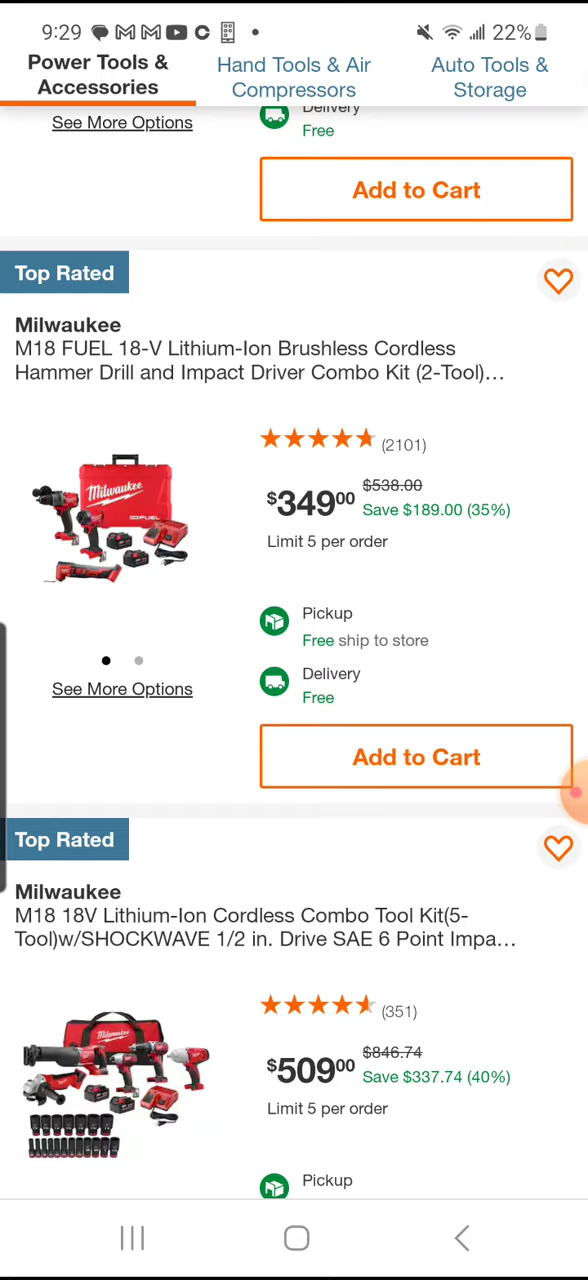 9:29
22%
Power Tools &
Accessories
Hand Tools & Air
Compressors
Auto Tools &
Storage
See More Options
Delivery
Free
Add to Cart
Top Rated
Milwaukee
M18 FUEL 18-V Lithium-Ion Brushless Cordless
Hammer Drill and Impact Driver Combo Kit (2-Tool)...
(2101)
$34900
$538.00
Save $189.00 (35%)
Limit 5 per order
Milwaukee
FUEL
Pickup
Free ship to store
Delivery
Free
See More Options
Add to Cart
Top Rated
Milwaukee
M18 18V Lithium-Ion Cordless Combo Tool Kit(5-
Tool)w/SHOCKWAVE 1/2 in. Drive SAE 6 Point Impa...
(351)
$50900
$846.74
Save $337.74 (40%)
Limit 5 per order
Milwaukee
Pickup